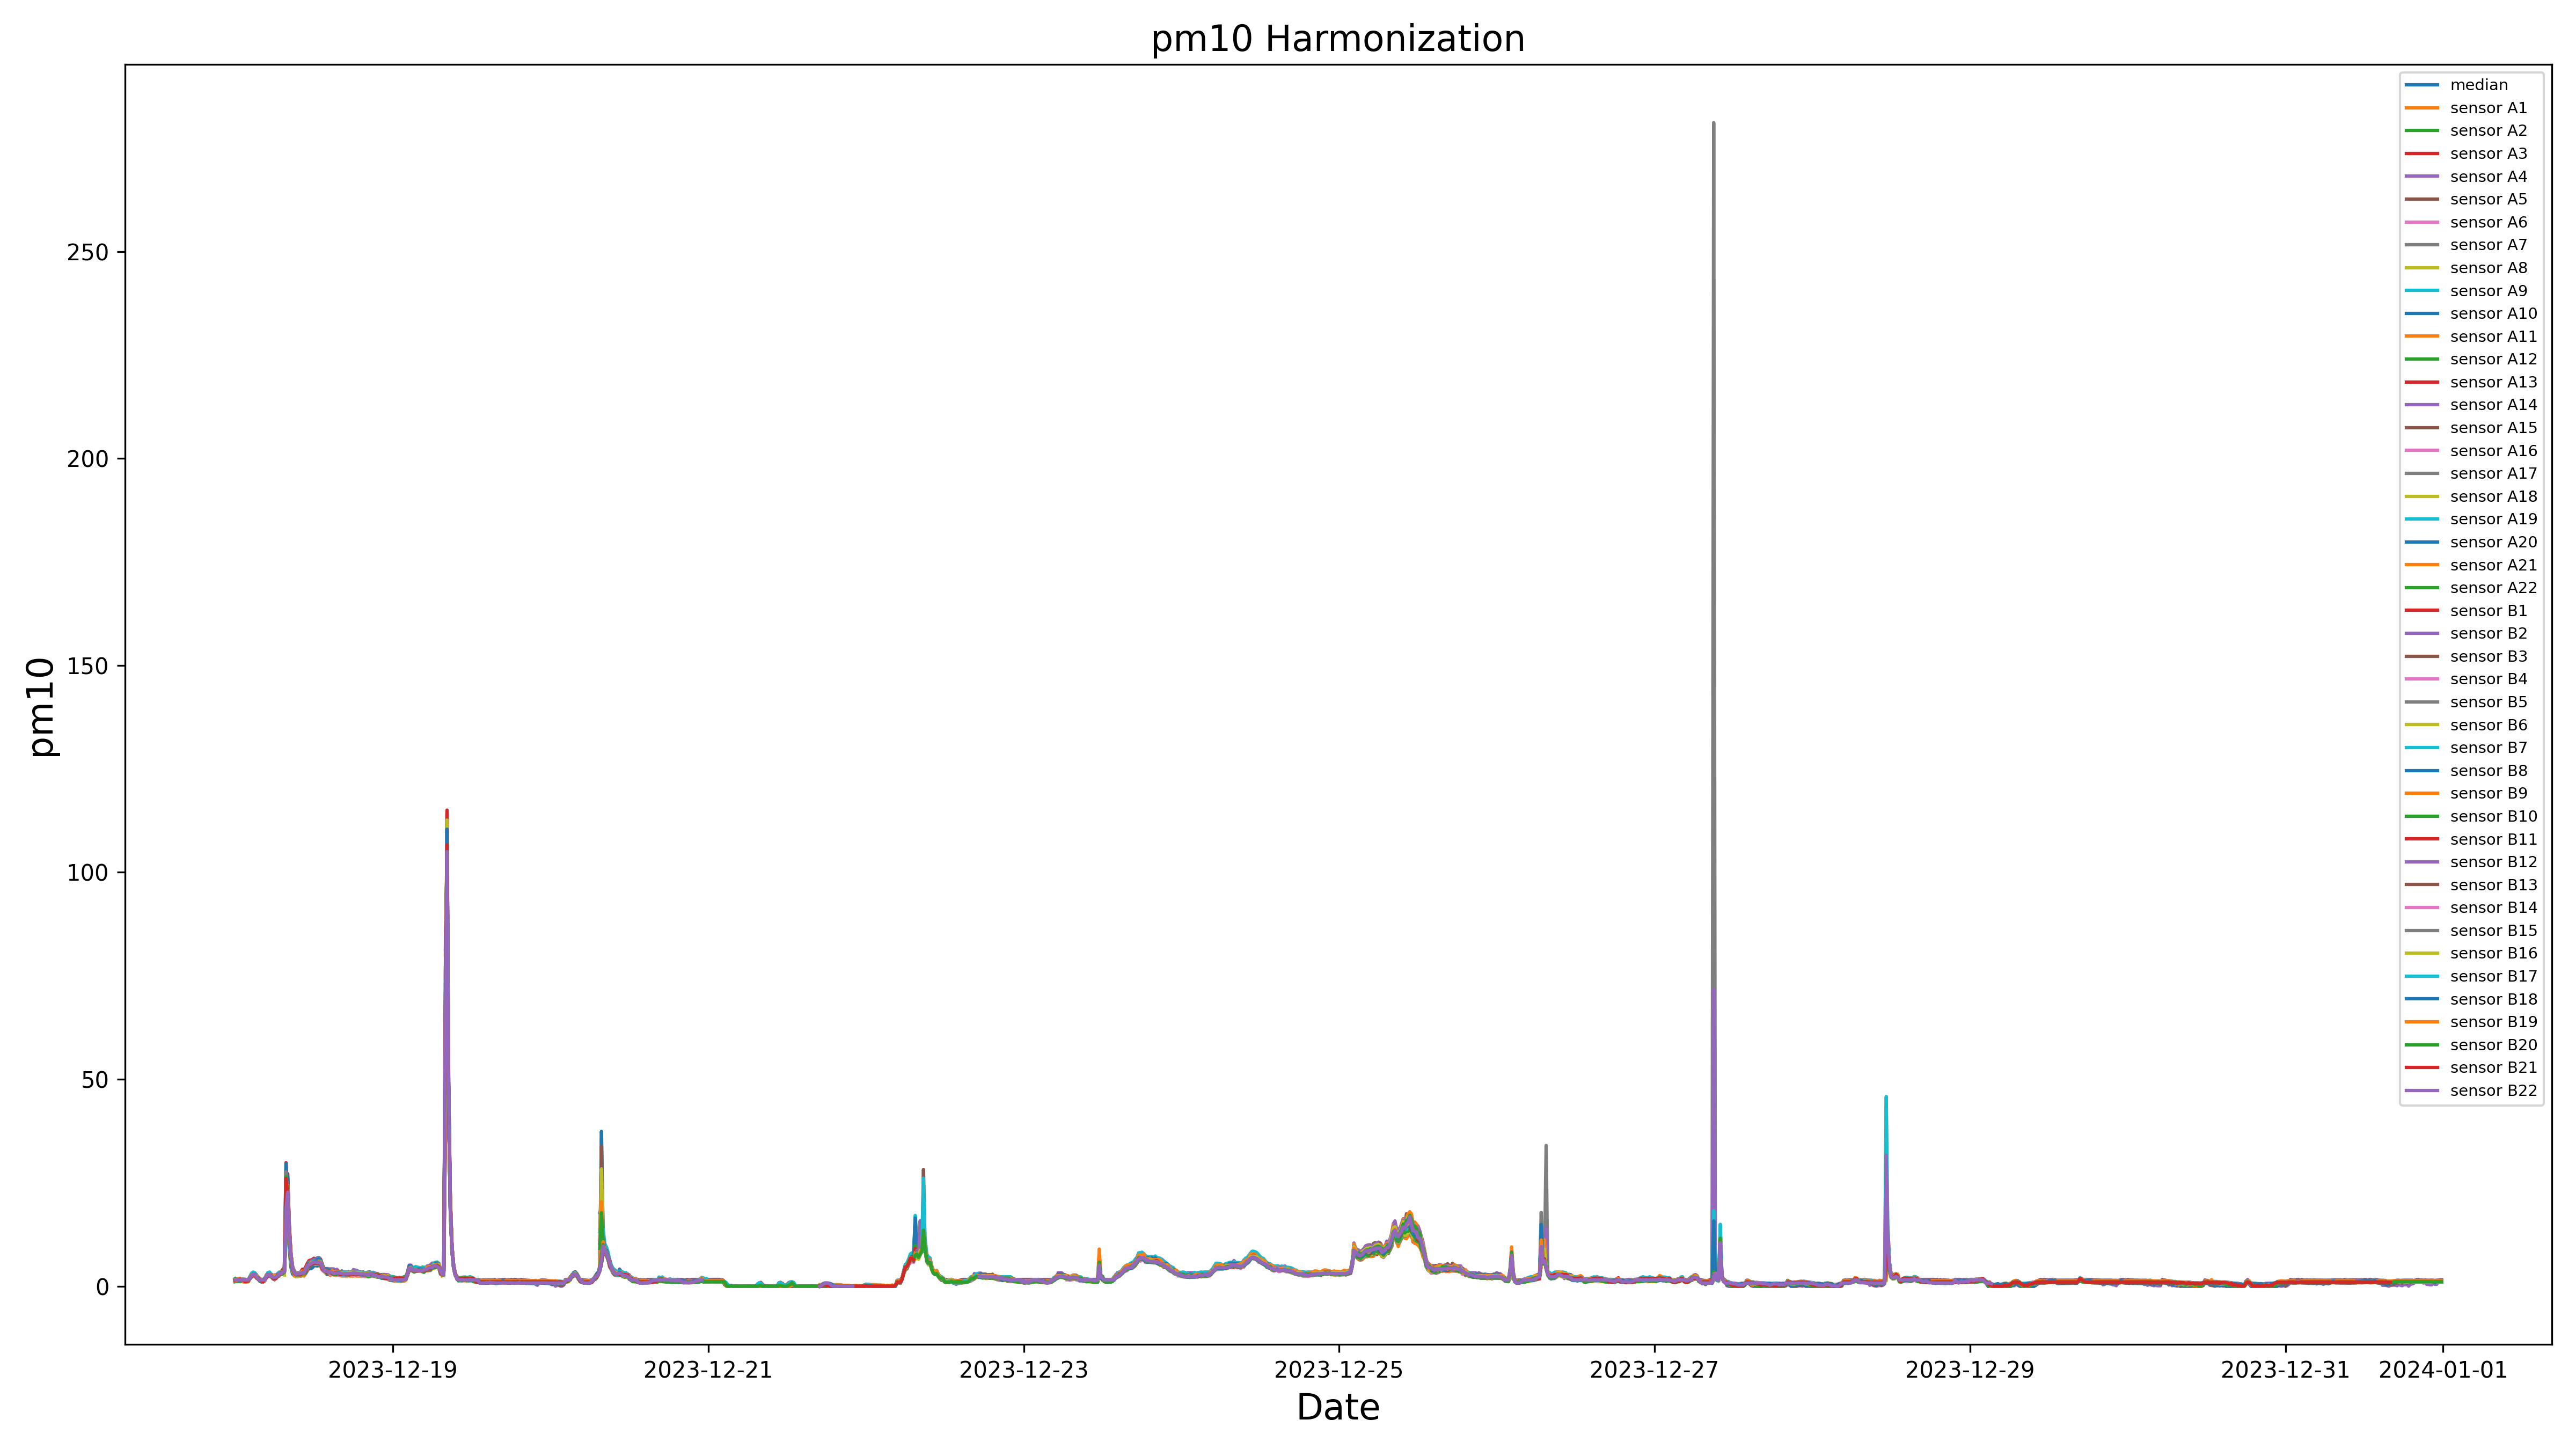 pm10 Harmonization
pm10
250
200
150
100
50
0
2023-12-19
2023-12-21
2023-12-23
2023-12-25
2023-12-27
2023-12-29
2023-12-31
2024-01-01
Date
median
sensor A1
sensor A2
sensor A3
sensor A4
sensor A5
sensor A6
sensor A7
sensor A8
sensor A9
sensor A10
sensor A11
sensor A12
sensor A13
sensor A14
sensor A15
sensor A16
sensor A17
sensor A18
sensor A19
sensor A20
sensor A21
sensor A22
sensor B1
sensor B2
sensor B3
sensor B4
sensor B5
sensor B6
sensor B7
sensor B8
sensor B9
sensor B10
sensor B11
sensor B12
sensor B13
sensor B14
sensor B15
sensor B16
sensor B17
sensor B18
sensor B19
sensor B20
sensor B21
sensor B22